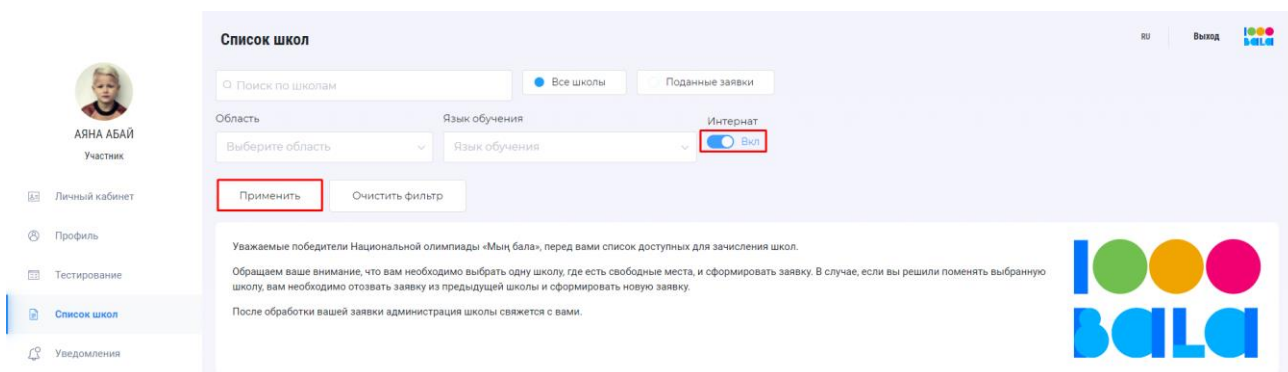 Список школ
RU
Выход
1000
BALA
Поиск по школам
Все школы
Поданные заявки
АЯНА АБАЙ
Участник
Область
Язык обучения
Интернат
Выберите область
Язык обучения
Вкл
Применить
Очистить фильтр
Личный кабинет
Профиль
Тестирование
Список школ
Уведомления
Уважаемые победители Национальной олимпиады «Мың бала», перед вами список доступных для зачисления школ.
Обращаем ваше внимание, что вам необходимо выбрать одну школу, где есть свободные места, и сформировать заявку. В случае, если вы решили поменять выбранную
школу, вам необходимо отозвать заявку из предыдущей школы и сформировать новую заявку.
После обработки вашей заявки администрация школы свяжется с вами.
1000
BALA